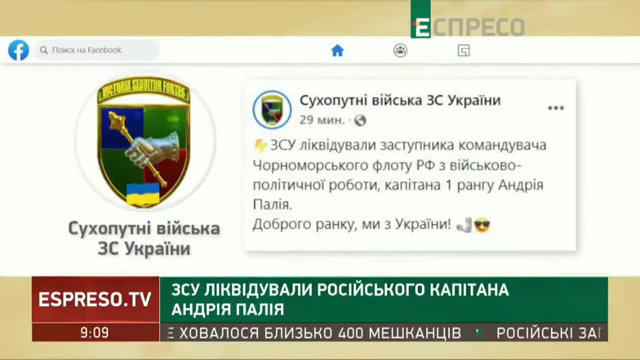 ЕСПРЕСО
Поиск на Facebook
VICTORIA SEQUITUR FORTES
Сухопутні війська
ЗС України
Сухопутні війська ЗС України
29 мин.
ЗСУ ліквідували заступника командувача
Чорноморського флоту РФ з військово-
політичної роботи, капітана 1 рангу Андрія
Палія.
Доброго ранку, ми з України!
ESPRESO.TV
ЗСУ ЛІКВІДУВАЛИ РОСІЙСЬКОГО КАПІТАНА
АНДРІЯ ПАЛІЯ
9:09
Е ХОВАЛОСЯ БЛИЗЬКО 400 МЕШКАНЦІВ
РОСІЙСЬКІ ЗАГ